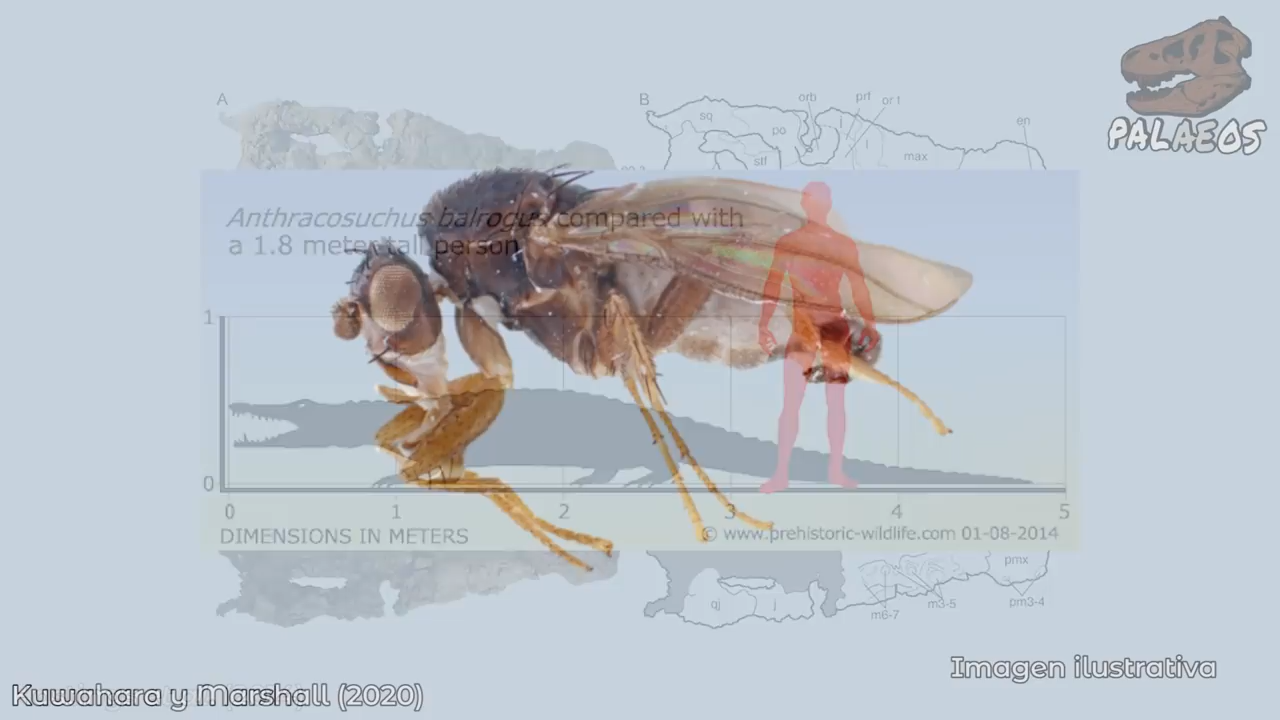 PALAEOS
A
B
orb
prf
or t
en
sq
po
j
l
max
stf
Anthracosuchus balrogus compared with
a 1.8 meter tall person
1
0
0
1
2
3
4
5
DIMENSIONS IN METERS
© www.prehistoric-wildlife.com 01-08-2014
pmx
qj
j
m6-7
m3-5
pm3-4
Imagen ilustrativa
Kuwahara y Marshall (2020)